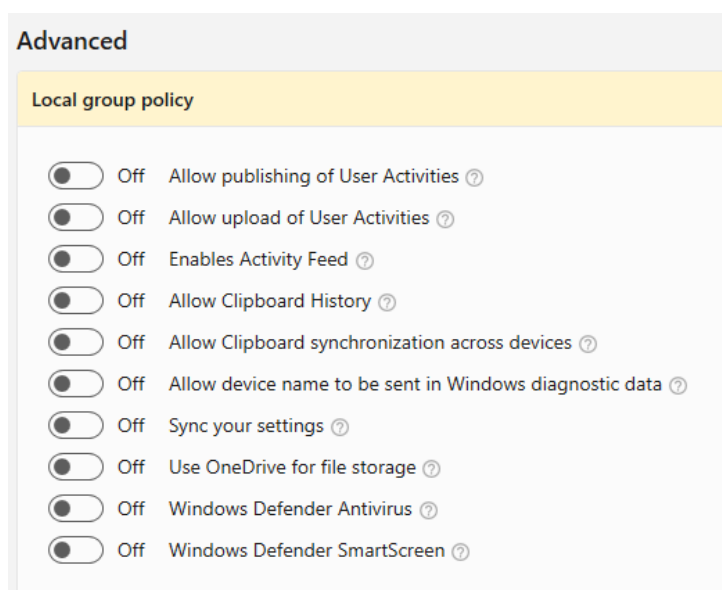 Advanced
Local group policy
Off Allow publishing of User Activities ?
Off Allow upload of User Activities ?
Off Enables Activity Feed ?
Off Allow Clipboard History ?
Off Allow Clipboard synchronization across devices ?
Off Allow device name to be sent in Windows diagnostic data ?
Off Sync your settings ?
Off Use OneDrive for file storage ?
Off Windows Defender Antivirus ?
Off Windows Defender SmartScreen ?